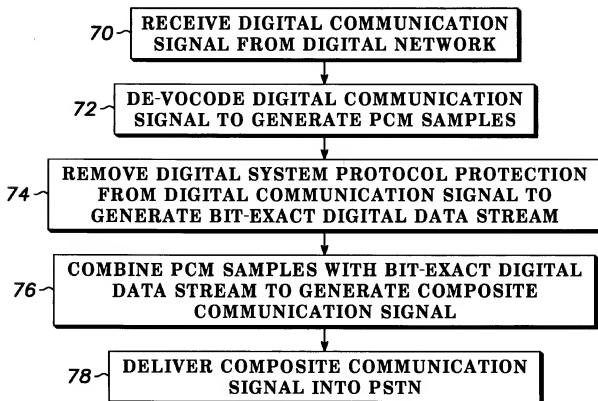 70
RECEIVE DIGITAL COMMUNICATION
SIGNAL FROM DIGITAL NETWORK
72
DE-VOCODE DIGITAL COMMUNICATION
SIGNAL TO GENERATE PCM SAMPLES
74
REMOVE DIGITAL SYSTEM PROTOCOL PROTECTION
FROM DIGITAL COMMUNICATION SIGNAL TO
GENERATE BIT-EXACT DIGITAL DATA STREAM
76
COMBINE PCM SAMPLES WITH BIT-EXACT DIGITAL
DATA STREAM TO GENERATE COMPOSITE
COMMUNICATION SIGNAL
78
DELIVER COMPOSITE COMMUNICATION
SIGNAL INTO PSTN